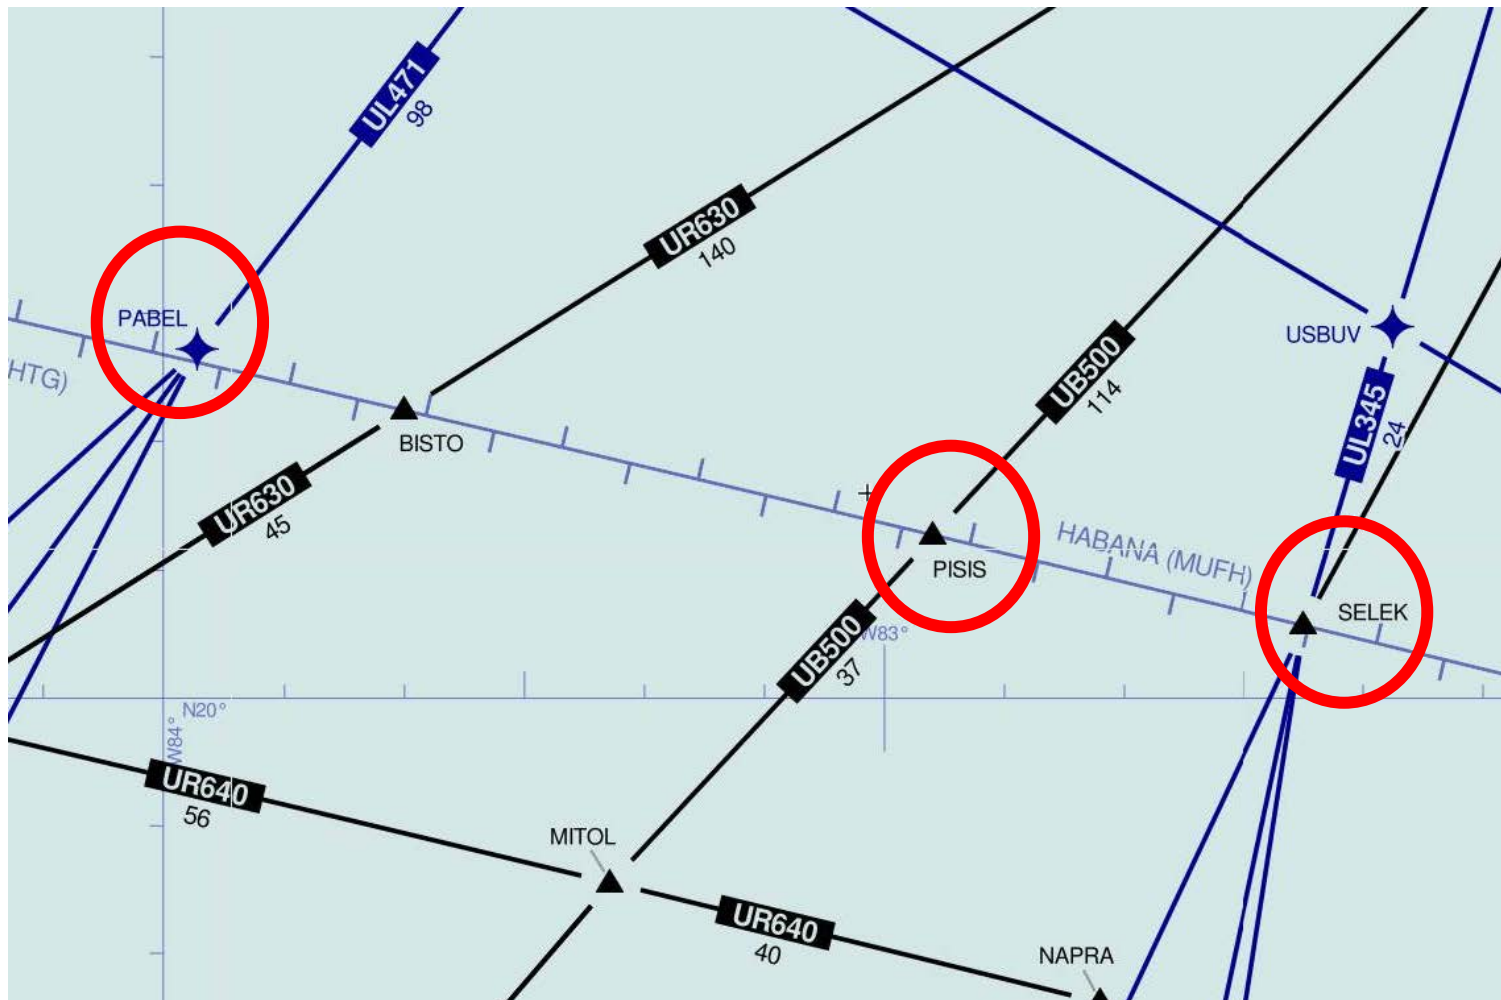 UL471
98
UR630
140
PABEL
USBUV
HTG)
UB500
114
BISTO
UL345
24
UR630
45
HABANA (MUFH)
PISIS
SELEK
W83°
UB500
37
N20°
W84°
UR640
56
MITOL
UR640
40
NAPRA